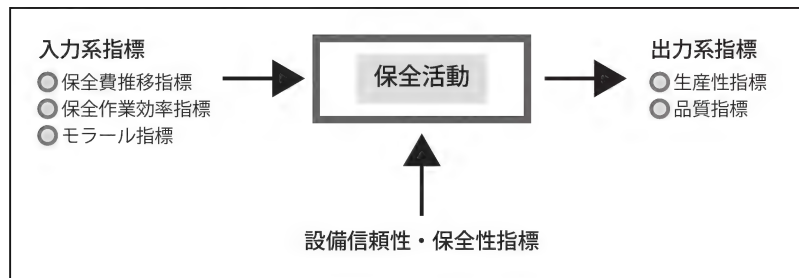 入力系指標
保全費推移指標
保全作業効率指標
モラール指標
保全活動
出力系指標
生産性指標
品質指標
設備信頼性・保全性指標